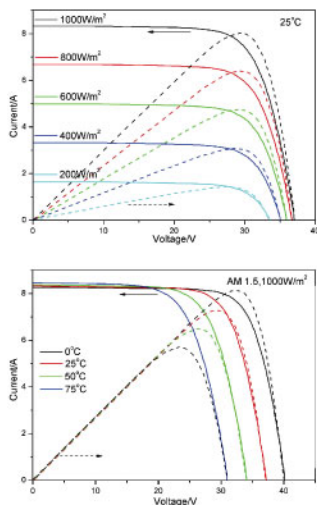 1000W/m²
25°C
800W/m²
600W/m²
400W/m²
200W/m²
Current/A
8
6
4
2
0
0 10 20 30 40
Voltage/V
AM 1.5,1000W/m²
0°C
25°C
50°C
75°C
Current/A
8
6
4
2
0
0 10 20 30 40
Voltage/V